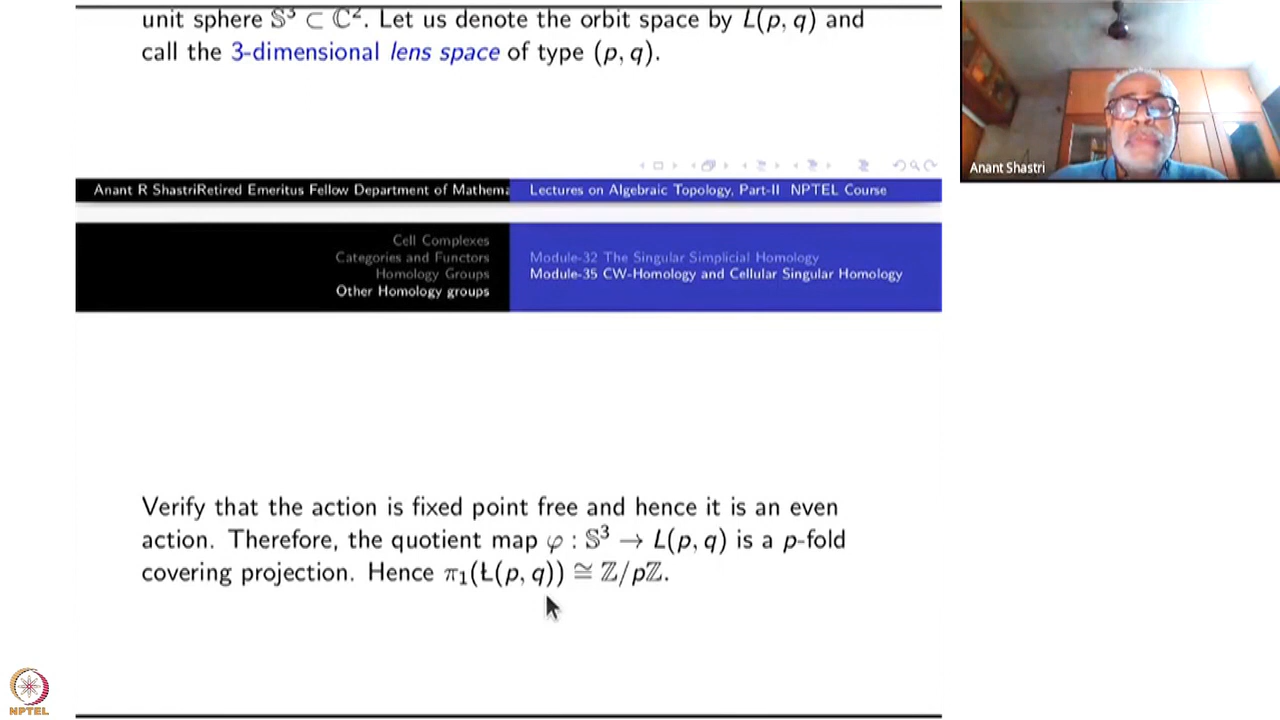 unit sphere 𝕊³ ⊂ ℂ². Let us denote the orbit space by L(p, q) and
call the 3-dimensional lens space of type (p, q).
Anant Shastri
Anant R ShastriRetired Emeritus Fellow Department of Mathema
Lectures on Algebraic Topology, Part-II NPTEL Course
Cell Complexes
Categories and Functors
Homology Groups
Other Homology groups
Module-32 The Singular Simplicial Homology
Module-35 CW-Homology and Cellular Singular Homology
Verify that the action is fixed point free and hence it is an even
action. Therefore, the quotient map φ : 𝕊³ → L(p, q) is a p-fold
covering projection. Hence π₁(Ł(p, q)) ≅ ℤ/pℤ.
NPTEL